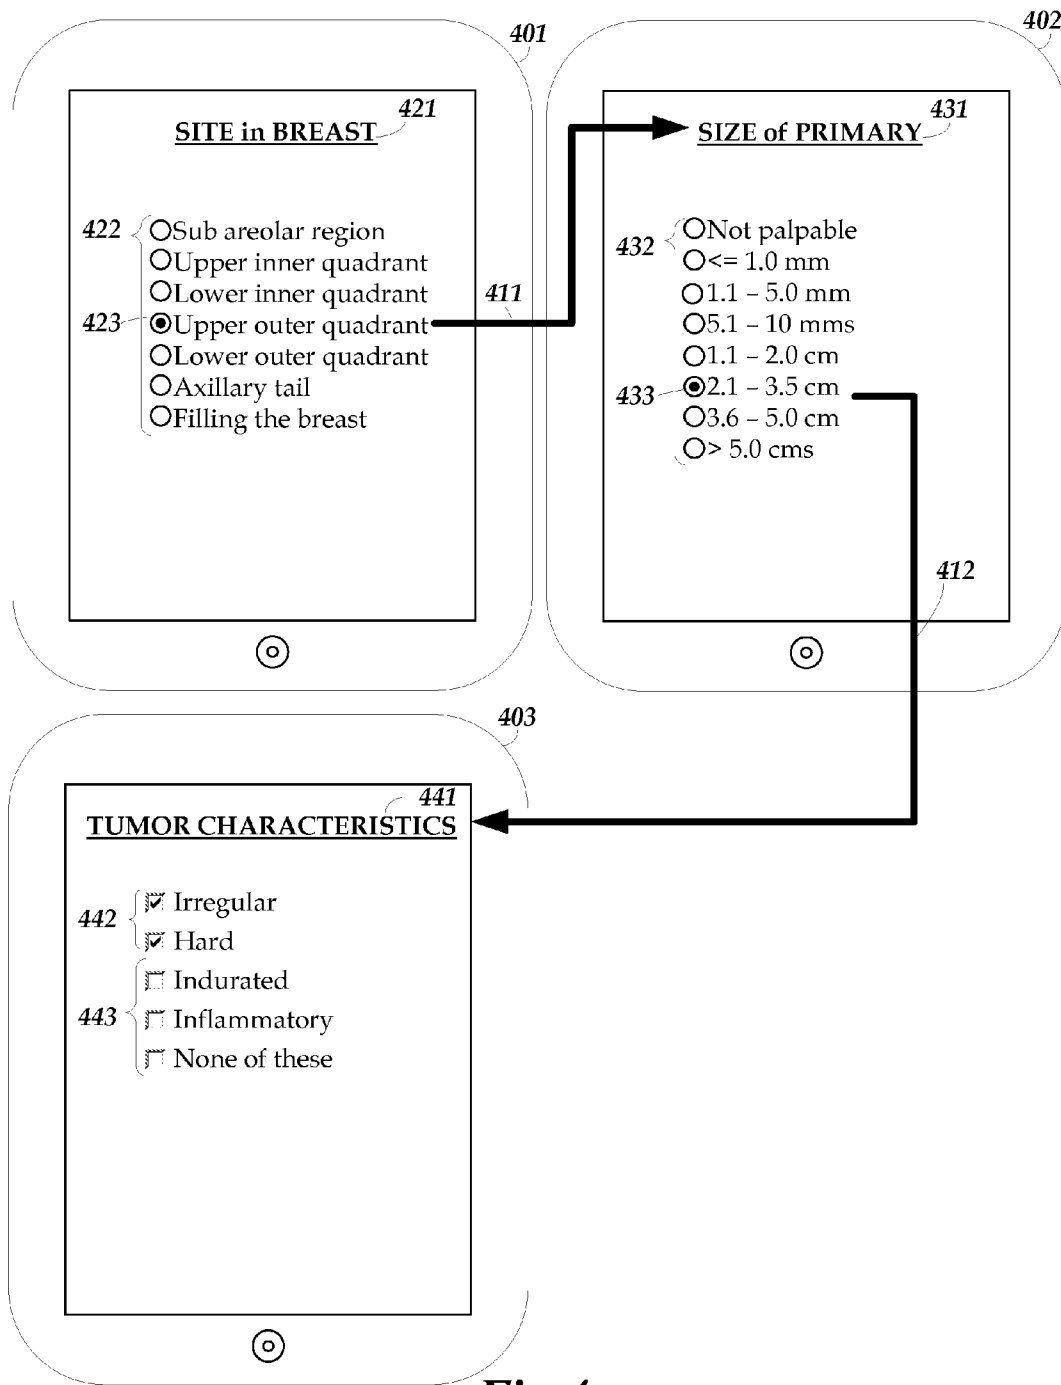 401
SITE in BREAST 421
422
Sub areolar region
Upper inner quadrant
Lower inner quadrant
423 Upper outer quadrant
411
Lower outer quadrant
Axillary tail
Filling the breast
402
SIZE of PRIMARY 431
432
Not palpable
<= 1.0 mm
1.1 – 5.0 mm
5.1 – 10 mms
1.1 – 2.0 cm
433 2.1 – 3.5 cm
3.6 – 5.0 cm
> 5.0 cms
412
403
441
TUMOR CHARACTERISTICS
442
Irregular
Hard
443
Indurated
Inflammatory
None of these